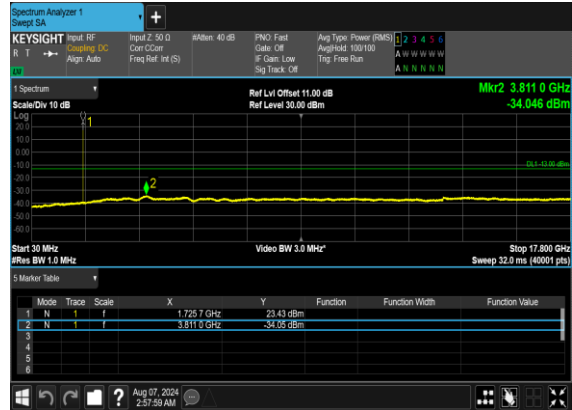 Spectrum Analyzer 1
Swept SA
+
KEYSIGHT Input: RF Input Z: 50 Ω #Atten: 40 dB PNO: Fast Avg Type: Power (RMS) 1 2 3 4 5 6
R T Coupling: DC Corr CCorr Gate: Off Avg|Hold: 100/100 A W W W W W
Align: Auto Freq Ref: Int (S) IF Gain: Low Trig: Free Run
Sig Track: Off A N N N N N
1 Spectrum Ref Lvl Offset 11.00 dB Mkr2 3.811 0 GHz
Scale/Div 10 dB Ref Level 30.00 dBm -34.046 dBm
Log
20.0 1
10.0
0.00
-10.0 DL1 -13.00 dBm
-20.0
-30.0 2
-40.0
-50.0
-60.0
Start 30 MHz Video BW 3.0 MHz* Stop 17.800 GHz
#Res BW 1.0 MHz Sweep 32.0 ms (40001 pts)
5 Marker Table
Mode Trace Scale X Y Function Function Width Function Value
1 N 1 f 1.725 7 GHz 23.43 dBm
2 N 1 f 3.811 0 GHz -34.05 dBm
3
4
5
6
? Aug 07, 2024
2:57:59 AM